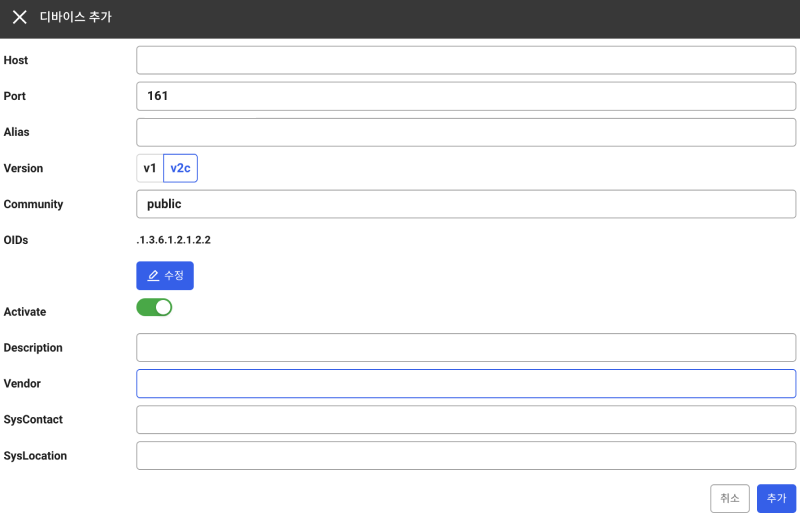 디바이스 추가
Host
Port 161
Alias
Version v1 v2c
Community public
OIDs .1.3.6.1.2.1.2.2
수정
Activate
Description
Vendor
SysContact
SysLocation
취소 추가